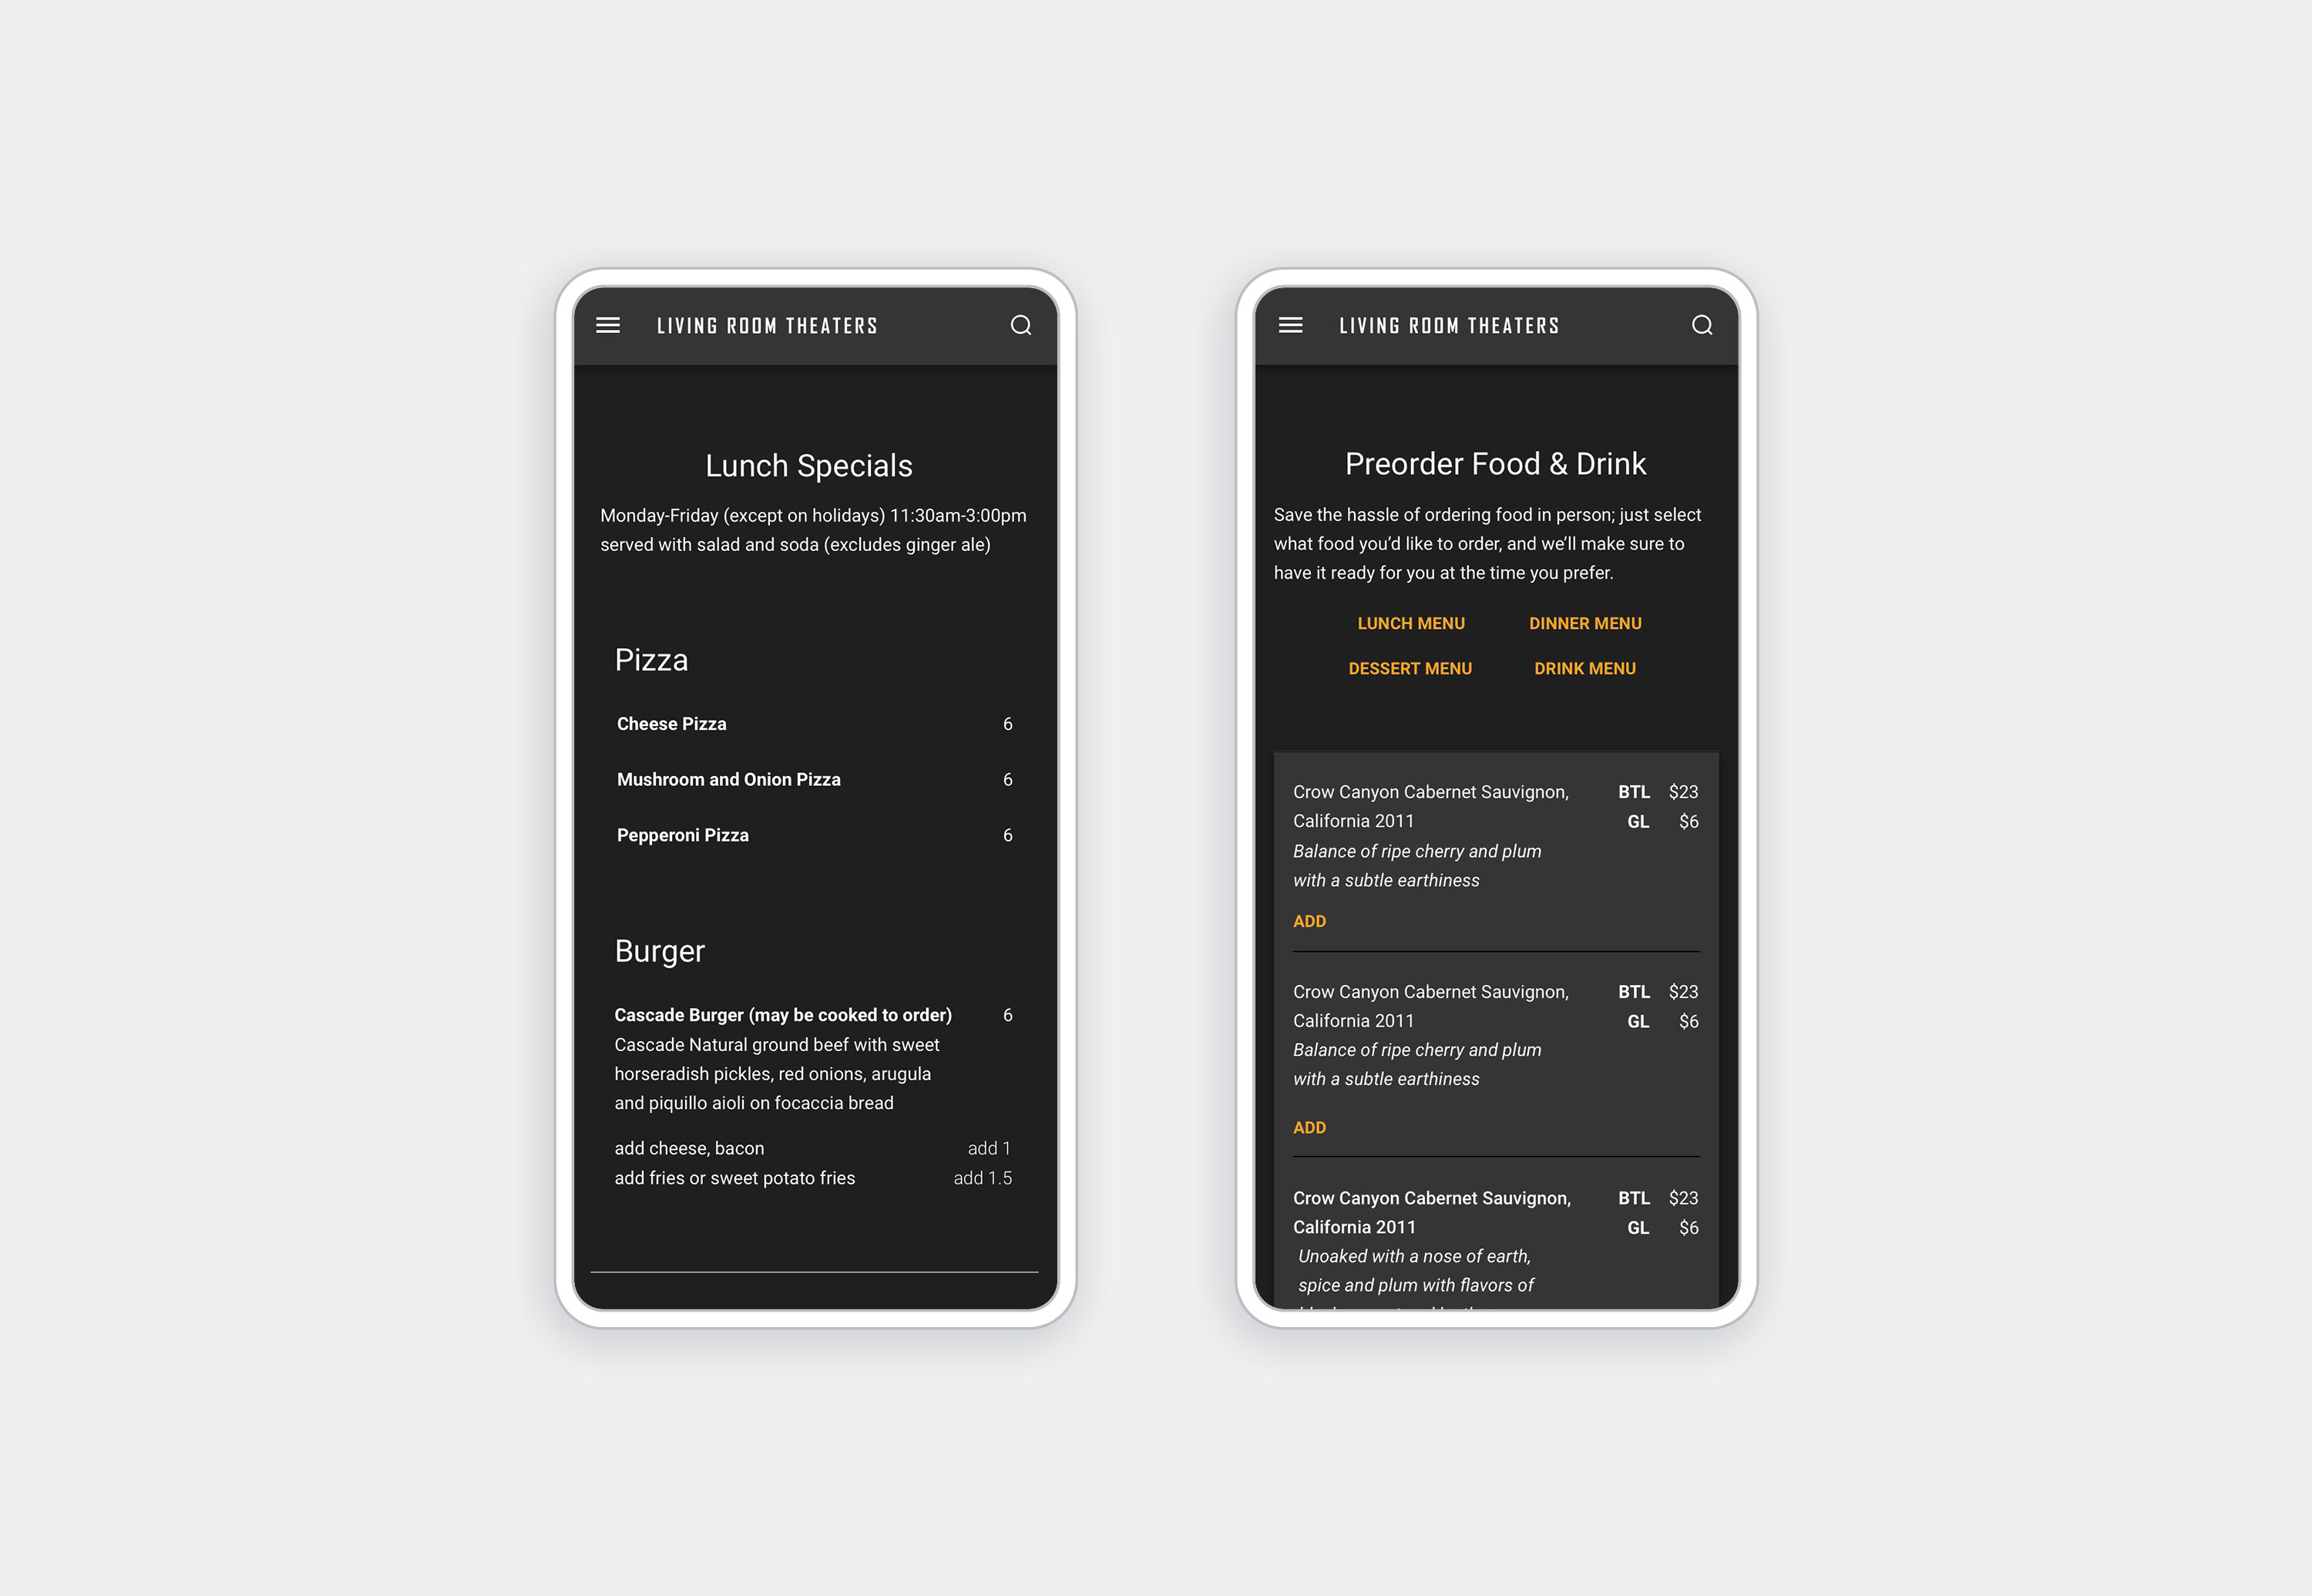 LIVING ROOM THEATERS
Lunch Specials
Monday-Friday (except on holidays) 11:30am-3:00pm
served with salad and soda (excludes ginger ale)
Pizza
Cheese Pizza 6
Mushroom and Onion Pizza 6
Pepperoni Pizza 6
Burger
Cascade Burger (may be cooked to order) 6
Cascade Natural ground beef with sweet
horseradish pickles, red onions, arugula
and piquillo aioli on focaccia bread
add cheese, bacon add 1
add fries or sweet potato fries add 1.5
LIVING ROOM THEATERS
Preorder Food & Drink
Save the hassle of ordering food in person; just select
what food you’d like to order, and we’ll make sure to
have it ready for you at the time you prefer.
LUNCH MENU DINNER MENU
DESSERT MENU DRINK MENU
Crow Canyon Cabernet Sauvignon, BTL $23
California 2011 GL $6
Balance of ripe cherry and plum
with a subtle earthiness
ADD
Crow Canyon Cabernet Sauvignon, BTL $23
California 2011 GL $6
Balance of ripe cherry and plum
with a subtle earthiness
ADD
Crow Canyon Cabernet Sauvignon, BTL $23
California 2011 GL $6
Unoaked with a nose of earth,
spice and plum with flavors of